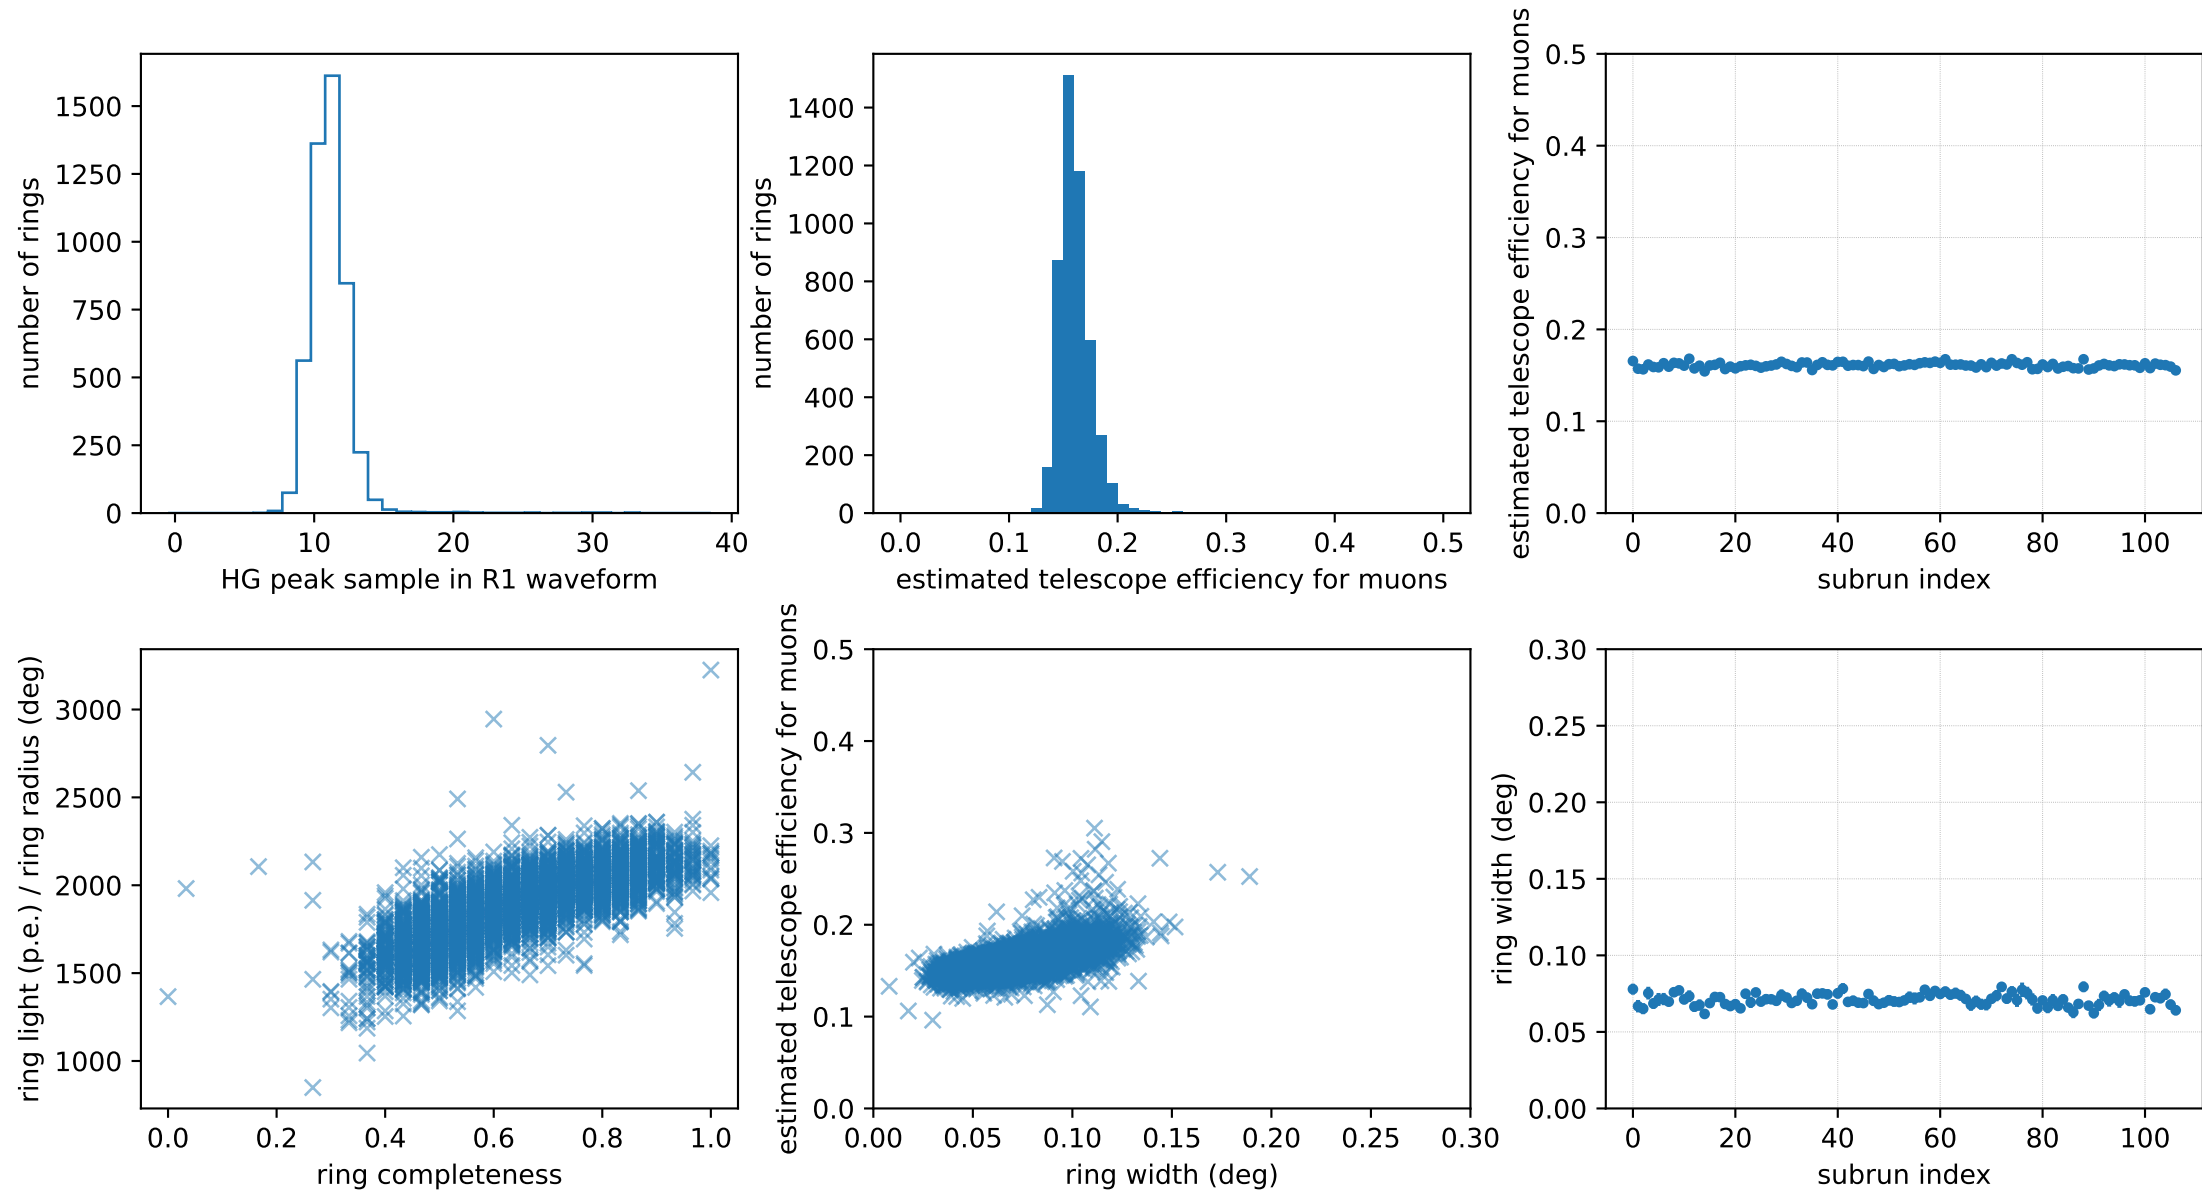 number of rings
1500
1250
1000
750
500
250
0
0 10 20 30 40
HG peak sample in R1 waveform
number of rings
1400
1200
1000
800
600
400
200
0
0.0 0.1 0.2 0.3 0.4 0.5
estimated telescope efficiency for muons
estimated telescope efficiency for muons
0.5
0.4
0.3
0.2
0.1
0.0
0 20 40 60 80 100
subrun index
ring light (p.e.) / ring radius (deg)
3000
2500
2000
1500
1000
0.0 0.2 0.4 0.6 0.8 1.0
ring completeness
estimated telescope efficiency for muons
0.5
0.4
0.3
0.2
0.1
0.0
0.00 0.05 0.10 0.15 0.20 0.25 0.30
ring width (deg)
ring width (deg)
0.30
0.25
0.20
0.15
0.10
0.05
0.00
0 20 40 60 80 100
subrun index